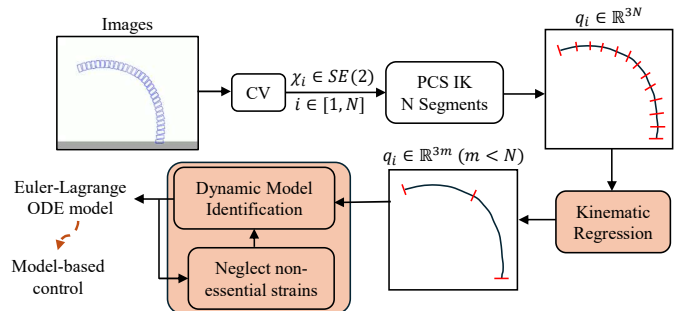 Images
CV
χ_i ∈ SE(2)
i ∈ [1, N]
PCS IK
N Segments
q_i ∈ ℝ^{3N}
Kinematic
Regression
q_i ∈ ℝ^{3m} (m < N)
Dynamic Model
Identification
Neglect non-
essential strains
Euler-Lagrange
ODE model
Model-based
control